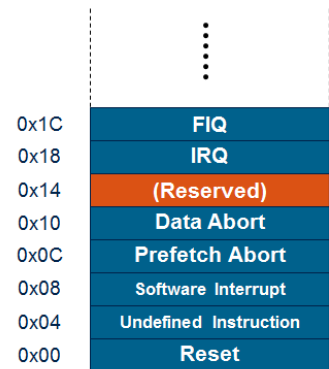 0x1C FIQ
0x18 IRQ
0x14 (Reserved)
0x10 Data Abort
0x0C Prefetch Abort
0x08 Software Interrupt
0x04 Undefined Instruction
0x00 Reset